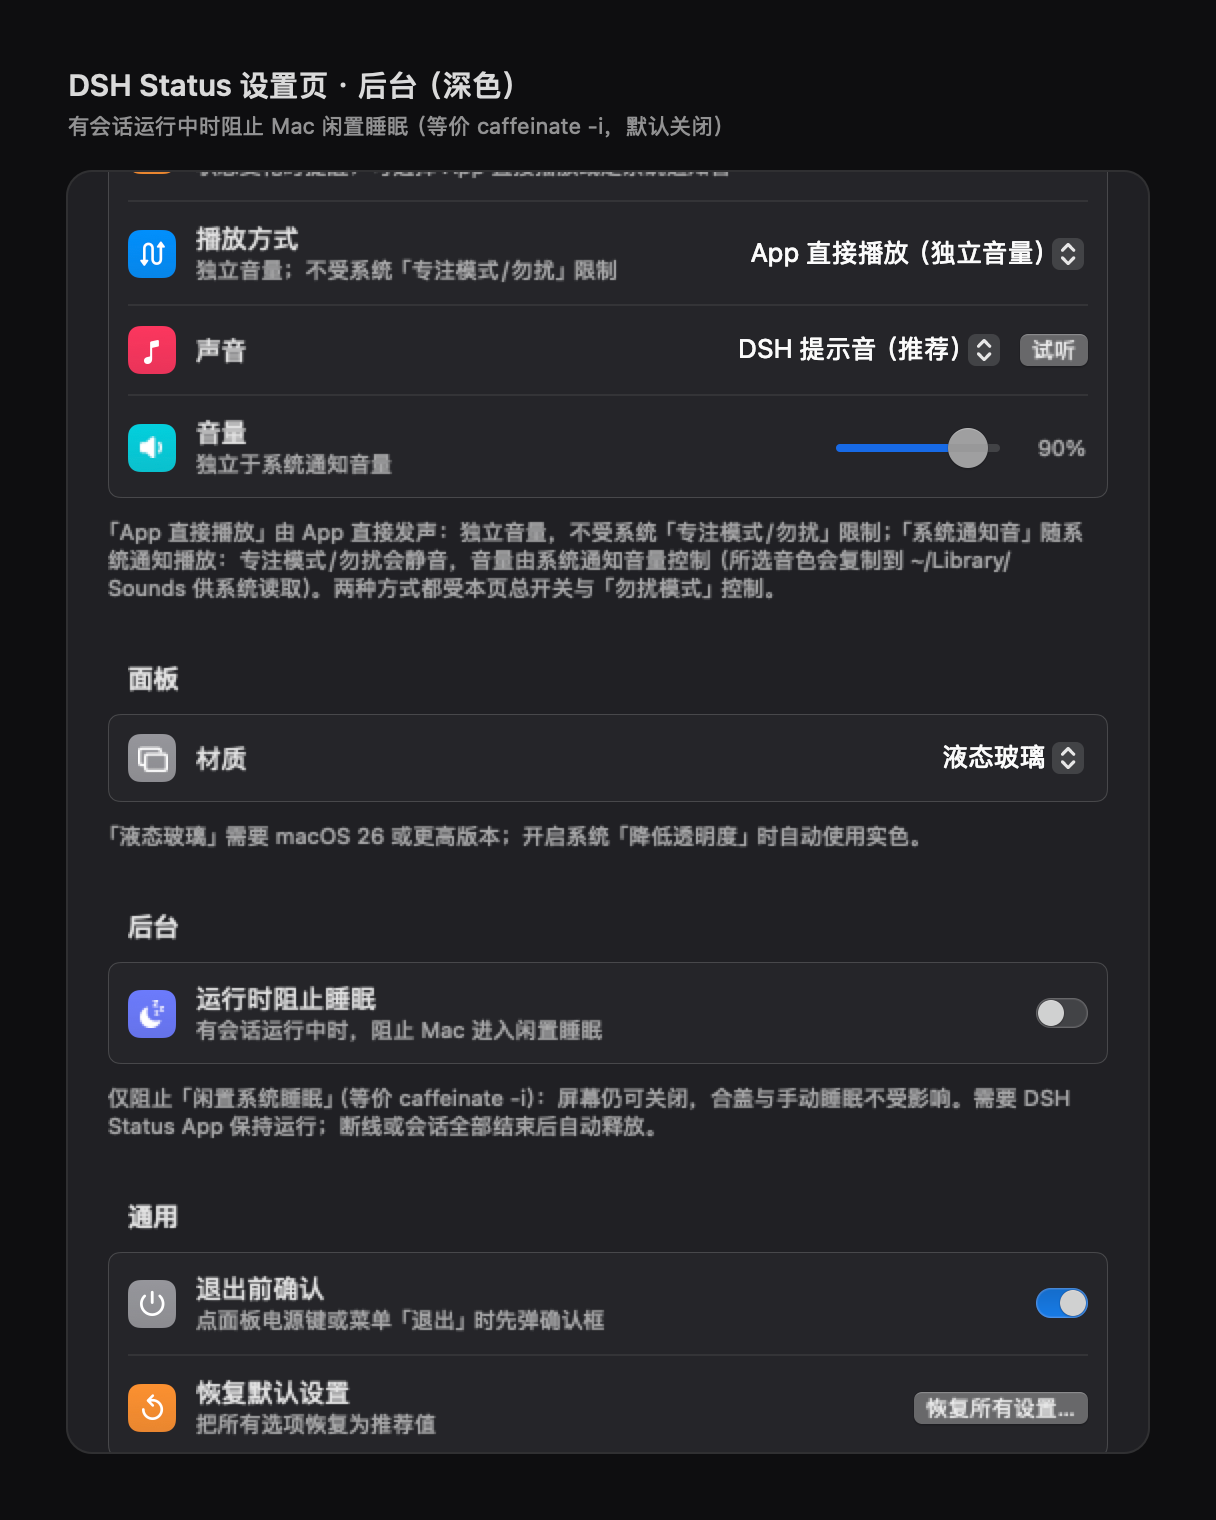 DSH Status 设置页 · 后台（深色）
有会话运行中时阻止 Mac 闲置睡眠（等价 caffeinate -i，默认关闭）
播放方式
独立音量；不受系统「专注模式/勿扰」限制
App 直接播放（独立音量）
声音
DSH 提示音（推荐）
试听
音量
独立于系统通知音量
90%
「App 直接播放」由 App 直接发声：独立音量，不受系统「专注模式/勿扰」限制；「系统通知音」随系
统通知播放：专注模式/勿扰会静音，音量由系统通知音量控制（所选音色会复制到 ~/Library/
Sounds 供系统读取）。两种方式都受本页总开关与「勿扰模式」控制。
面板
材质
液态玻璃
「液态玻璃」需要 macOS 26 或更高版本；开启系统「降低透明度」时自动使用实色。
后台
运行时阻止睡眠
有会话运行中时，阻止 Mac 进入闲置睡眠
仅阻止「闲置系统睡眠」（等价 caffeinate -i）：屏幕仍可关闭，合盖与手动睡眠不受影响。需要 DSH
Status App 保持运行；断线或会话全部结束后自动释放。
通用
退出前确认
点面板电源键或菜单「退出」时先弹确认框
恢复默认设置
把所有选项恢复为推荐值
恢复所有设置...